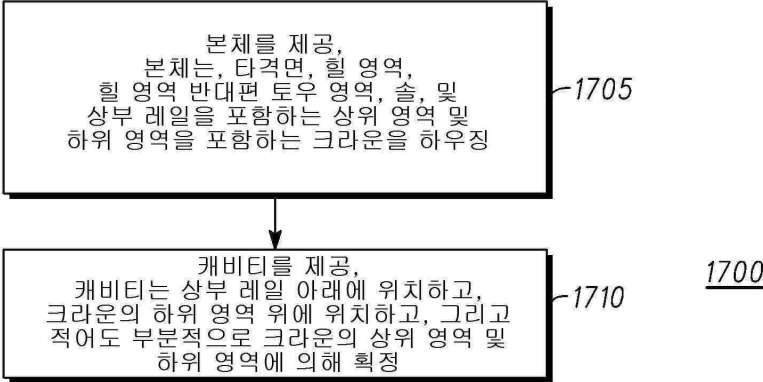 본체를 제공,
본체는, 타격면, 힐 영역,
힐 영역 반대편 토우 영역, 솔, 및
상부 레일을 포함하는 상위 영역 및
하위 영역을 포함하는 크라운을 하우징
1705
캐비티를 제공,
캐비티는 상부 레일 아래에 위치하고,
크라운의 하위 영역 위에 위치하고, 그리고
적어도 부분적으로 크라운의 상위 영역 및
하위 영역에 의해 획정
1710
1700